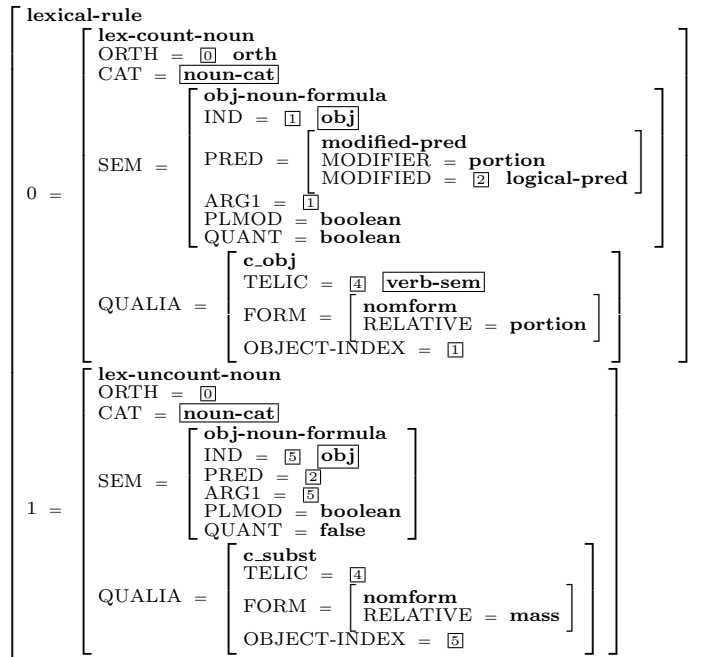 lexical-rule
lex-count-noun
ORTH = 0 orth
CAT = noun-cat
obj-noun-formula
IND = 1 obj
modified-pred
PRED = MODIFIER = portion
MODIFIED = 2 logical-pred
SEM =
0 =
ARG1 = 1
PLMOD = boolean
QUANT = boolean
c_obj
TELIC = 4 verb-sem
nomform
QUALIA = FORM = RELATIVE = portion
OBJECT-INDEX = 1
lex-uncount-noun
ORTH = 0
CAT = noun-cat
obj-noun-formula
IND = 5 obj
SEM = PRED = 2
ARG1 = 5
1 = PLMOD = boolean
QUANT = false
c_subst
TELIC = 4
nomform
QUALIA = FORM = RELATIVE = mass
OBJECT-INDEX = 5